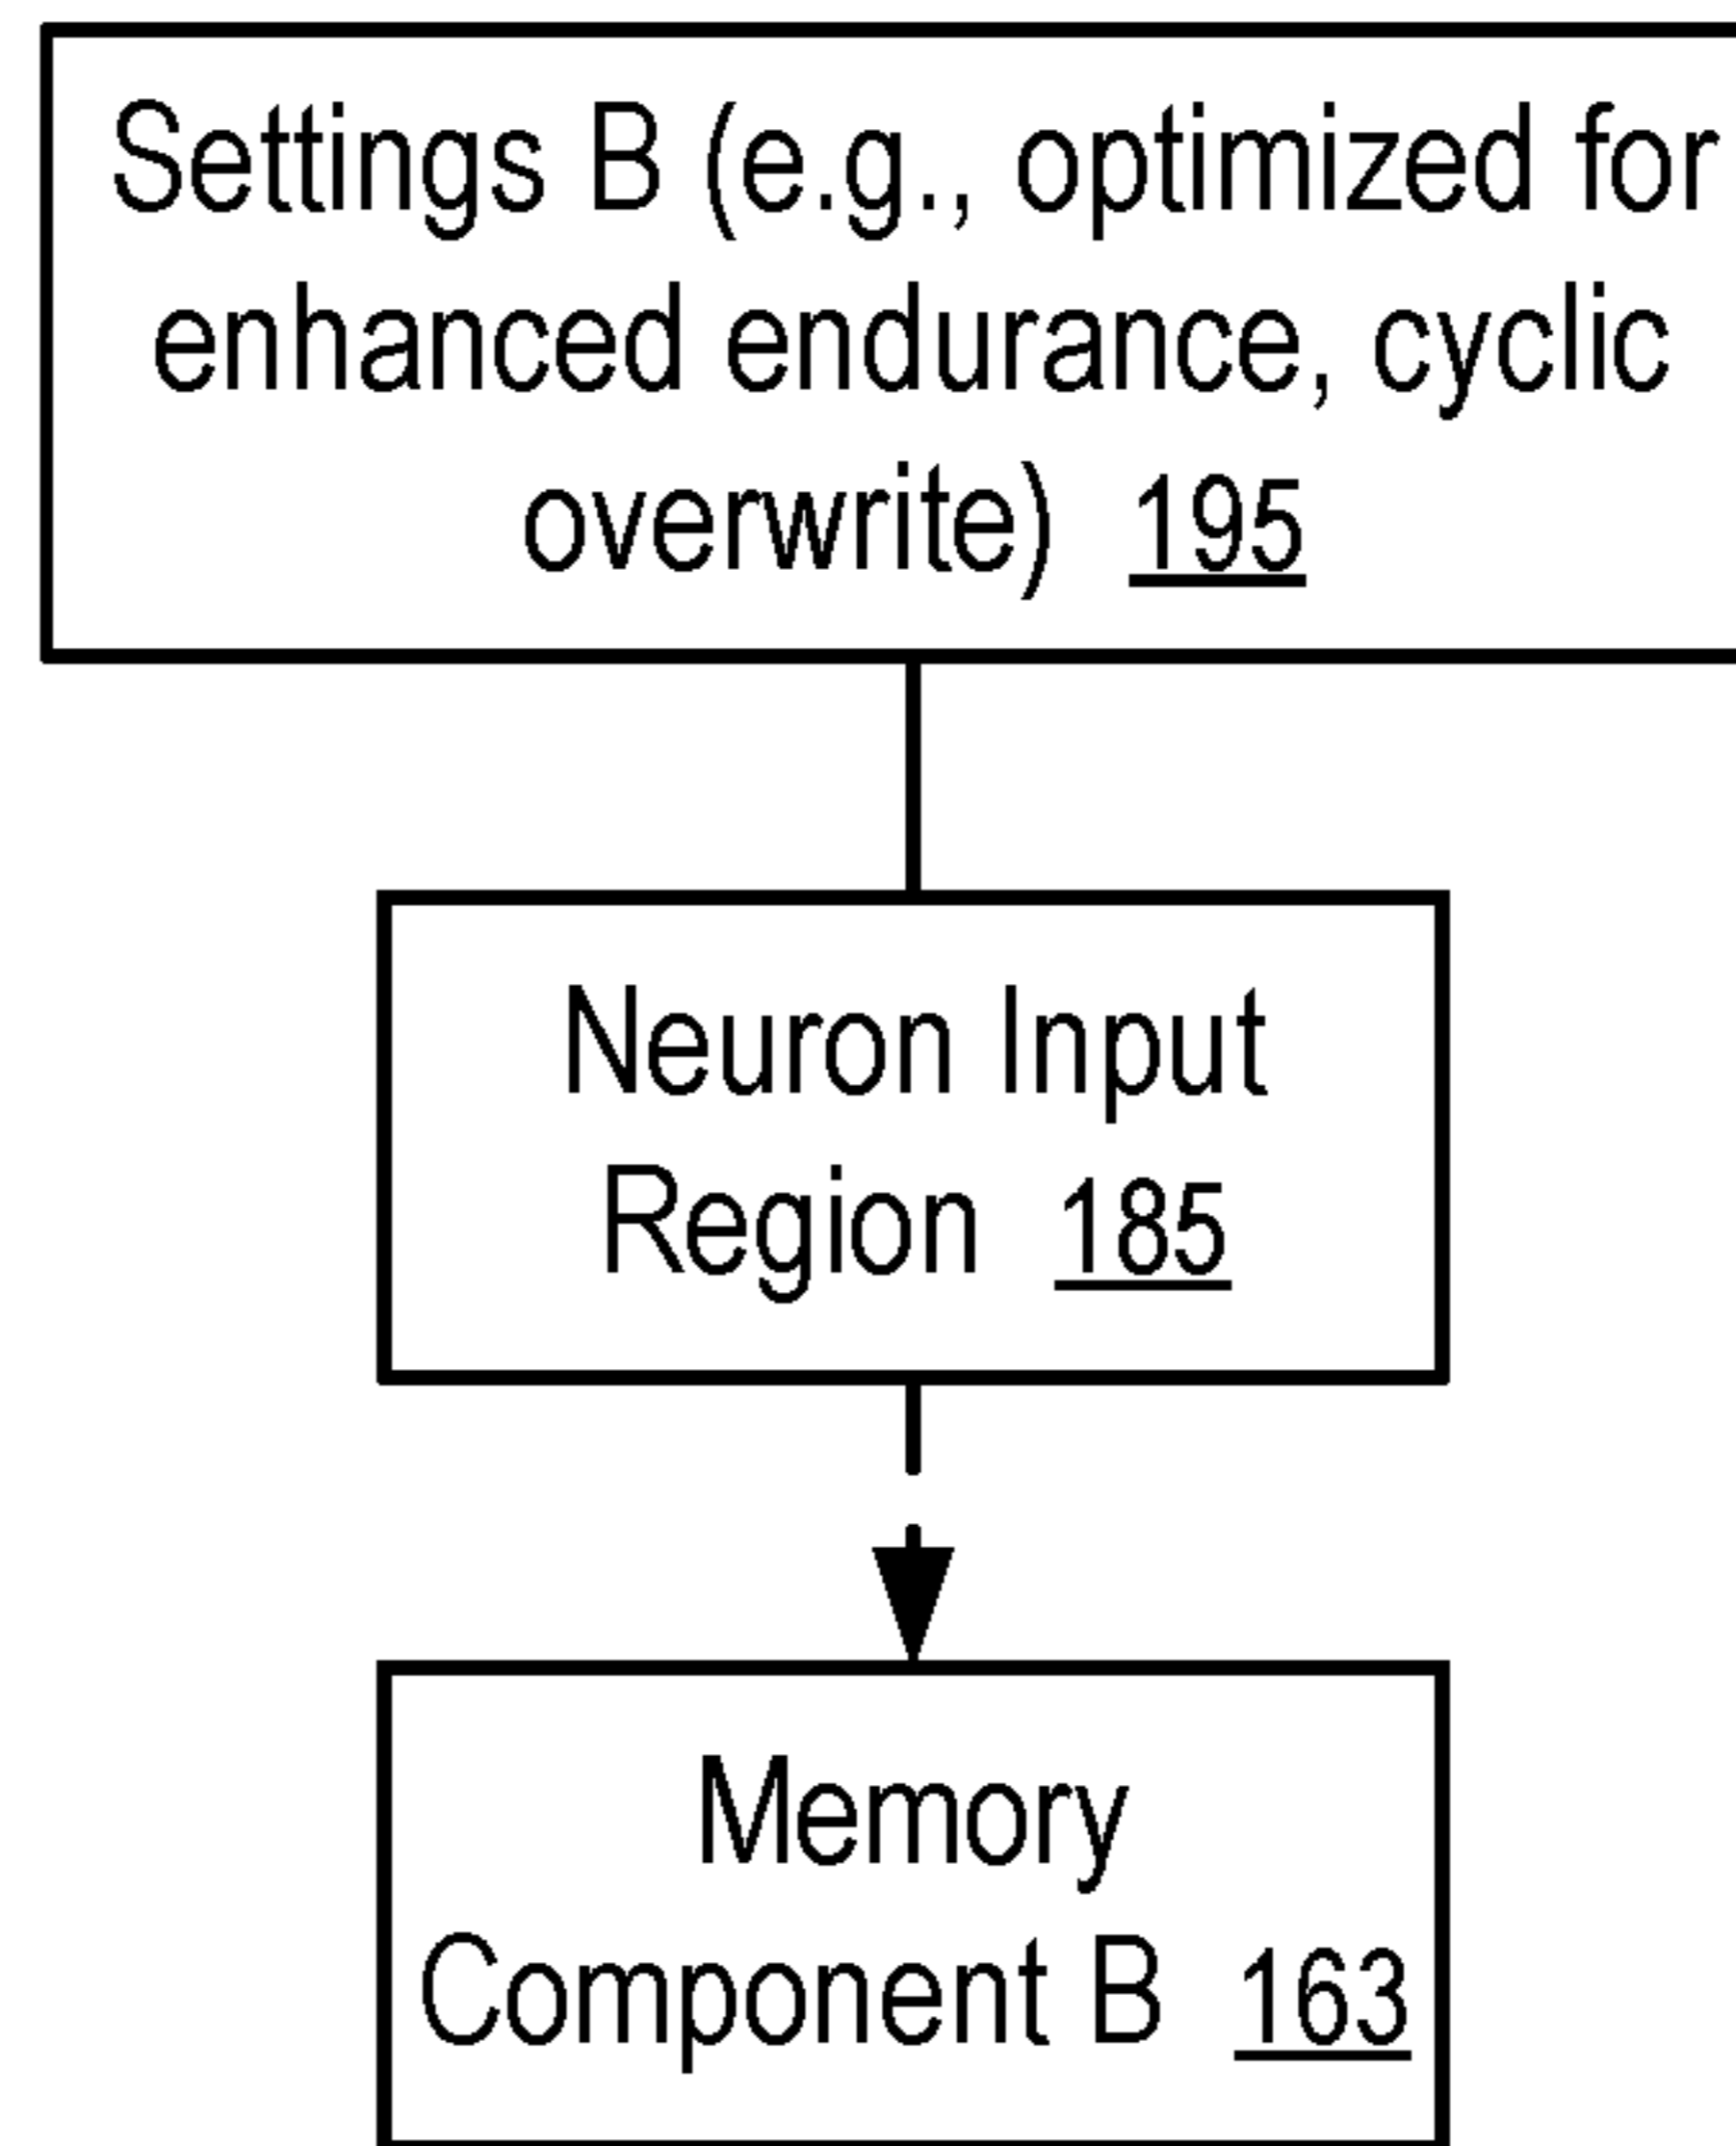 Settings B (e.g., optimized for
enhanced endurance, cyclic
overwrite) 195
Neuron Input
Region 185
Memory
Component B 163